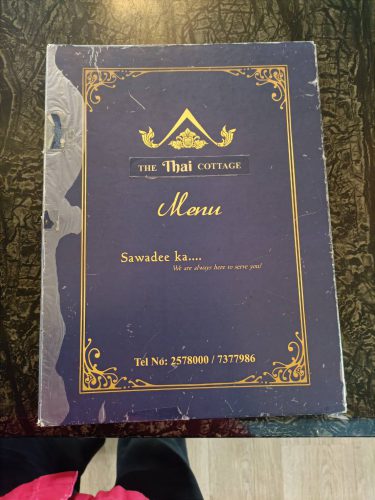 THE Thai COTTAGE
Menu
Sawadee ka....
We are always here to serve you!
Tel No: 2578000 / 7377986